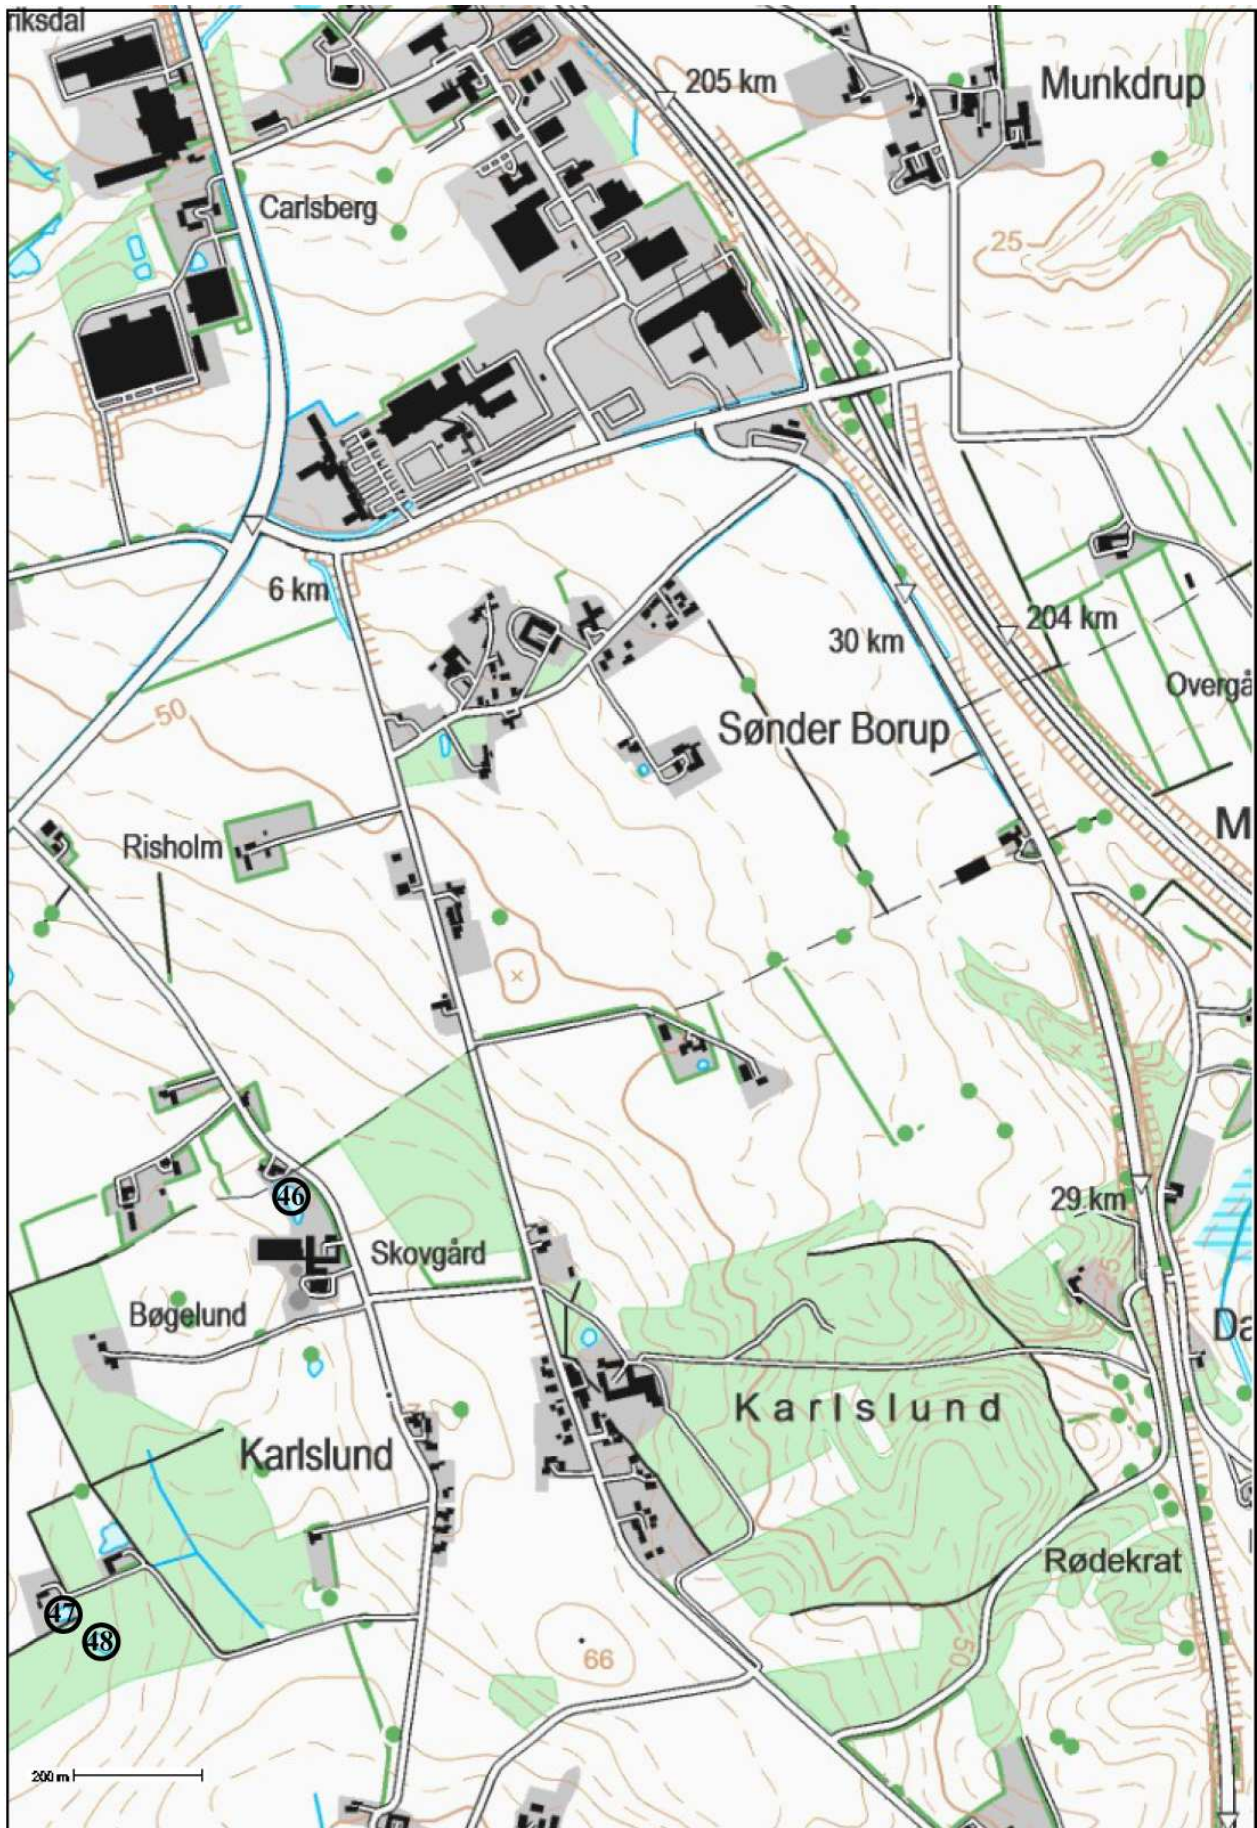 riksdal
205 km
Munkdrup
Carlsberg
25
6 km
204 km
30 km
Overgå
50
Sønder Borup
M
Risholm
46
29 km
Skovgård
25
Bøgelund
Da
Karlslund
Karlslund
Rødekrat
47
48
50
66
200 m